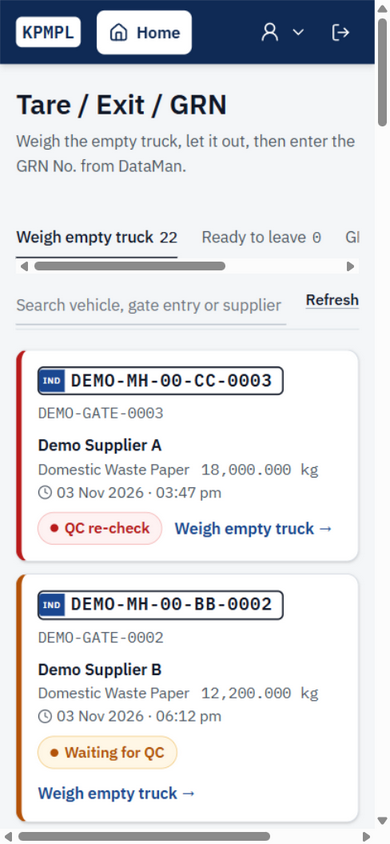 KPMPL Home
Tare / Exit / GRN
Weigh the empty truck, let it out, then enter the
GRN No. from DataMan.
Weigh empty truck 22 Ready to leave 0
Search vehicle, gate entry or supplier Refresh
IND DEMO-MH-00-CC-0003
DEMO-GATE-0003
Demo Supplier A
Domestic Waste Paper 18,000.000 kg
03 Nov 2026 · 03:47 pm
QC re-check Weigh empty truck →
IND DEMO-MH-00-BB-0002
DEMO-GATE-0002
Demo Supplier B
Domestic Waste Paper 12,200.000 kg
03 Nov 2026 · 06:12 pm
Waiting for QC
Weigh empty truck →